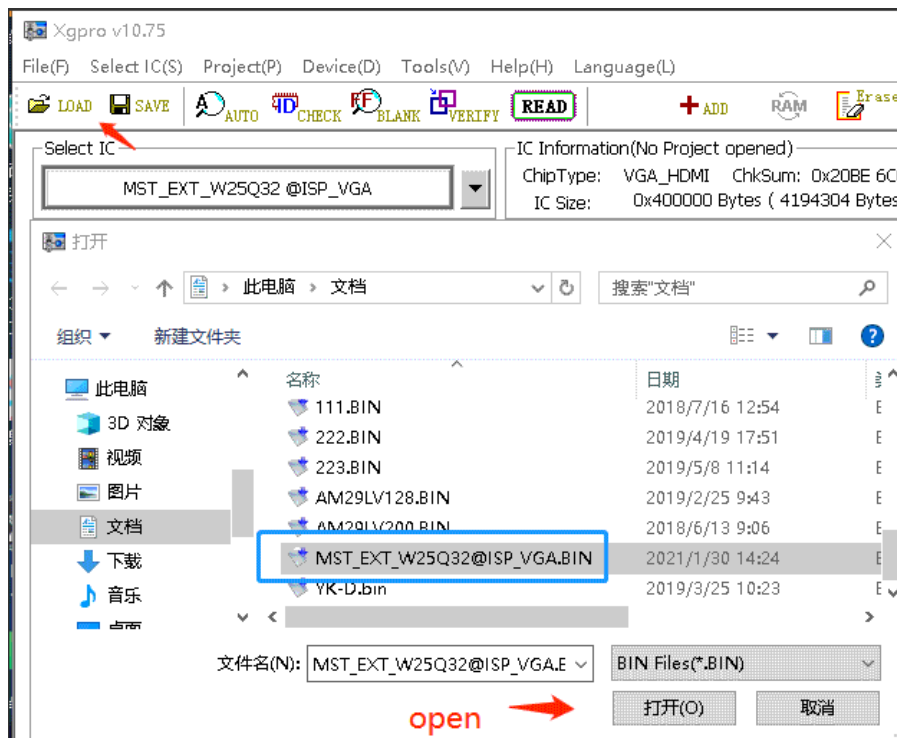 Xgpro v10.75
File(F) Select IC(S) Project(P) Device(D) Tools(V) Help(H) Language(L)
LOAD SAVE AUTO CHECK BLANK VERIFY READ ADD RAM Erase
Select IC
MST_EXT_W25Q32 @ISP_VGA
IC Information(No Project opened)
ChipType: VGA_HDMI ChkSum: 0x20BE 6C
IC Size: 0x400000 Bytes ( 4194304 Bytes
打开
此电脑 › 文档
搜索"文档"
组织 新建文件夹
名称 日期
此电脑
3D 对象
视频
图片
文档
下载
音乐
桌面
111.BIN 2018/7/16 12:54
222.BIN 2019/4/19 17:51
223.BIN 2019/5/8 11:14
AM29LV128.BIN 2019/2/25 9:43
AM29LV200.BIN 2018/6/13 9:06
MST_EXT_W25Q32@ISP_VGA.BIN 2021/1/30 14:24
YK-D.bin 2019/3/25 10:23
文件名(N): MST_EXT_W25Q32@ISP_VGA.E BIN Files(*.BIN)
open
打开(O) 取消